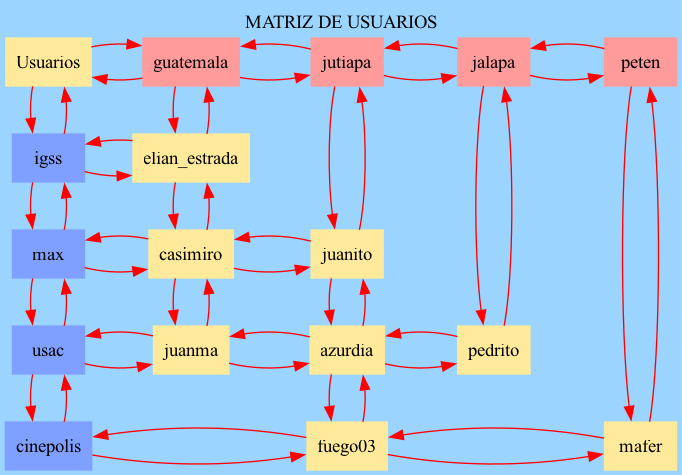 MATRIZ DE USUARIOS
Usuarios guatemala jutiapa jalapa peten
igss elian_estrada
max casimiro juanito
usac juanma azurdia pedrito
cinepolis fuego03 mafer